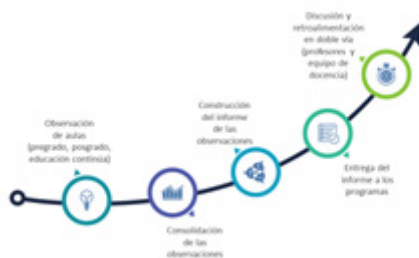 Observación
de aulas
(pregrado, posgrado,
educación continúa)
Consolidación
de las
observaciones
Construcción
del informe
de las
observaciones
Entrega del
informe a los
programas
Discusión y
retroalimentación
en doble vía
(profesores y
equipo de
docencia)